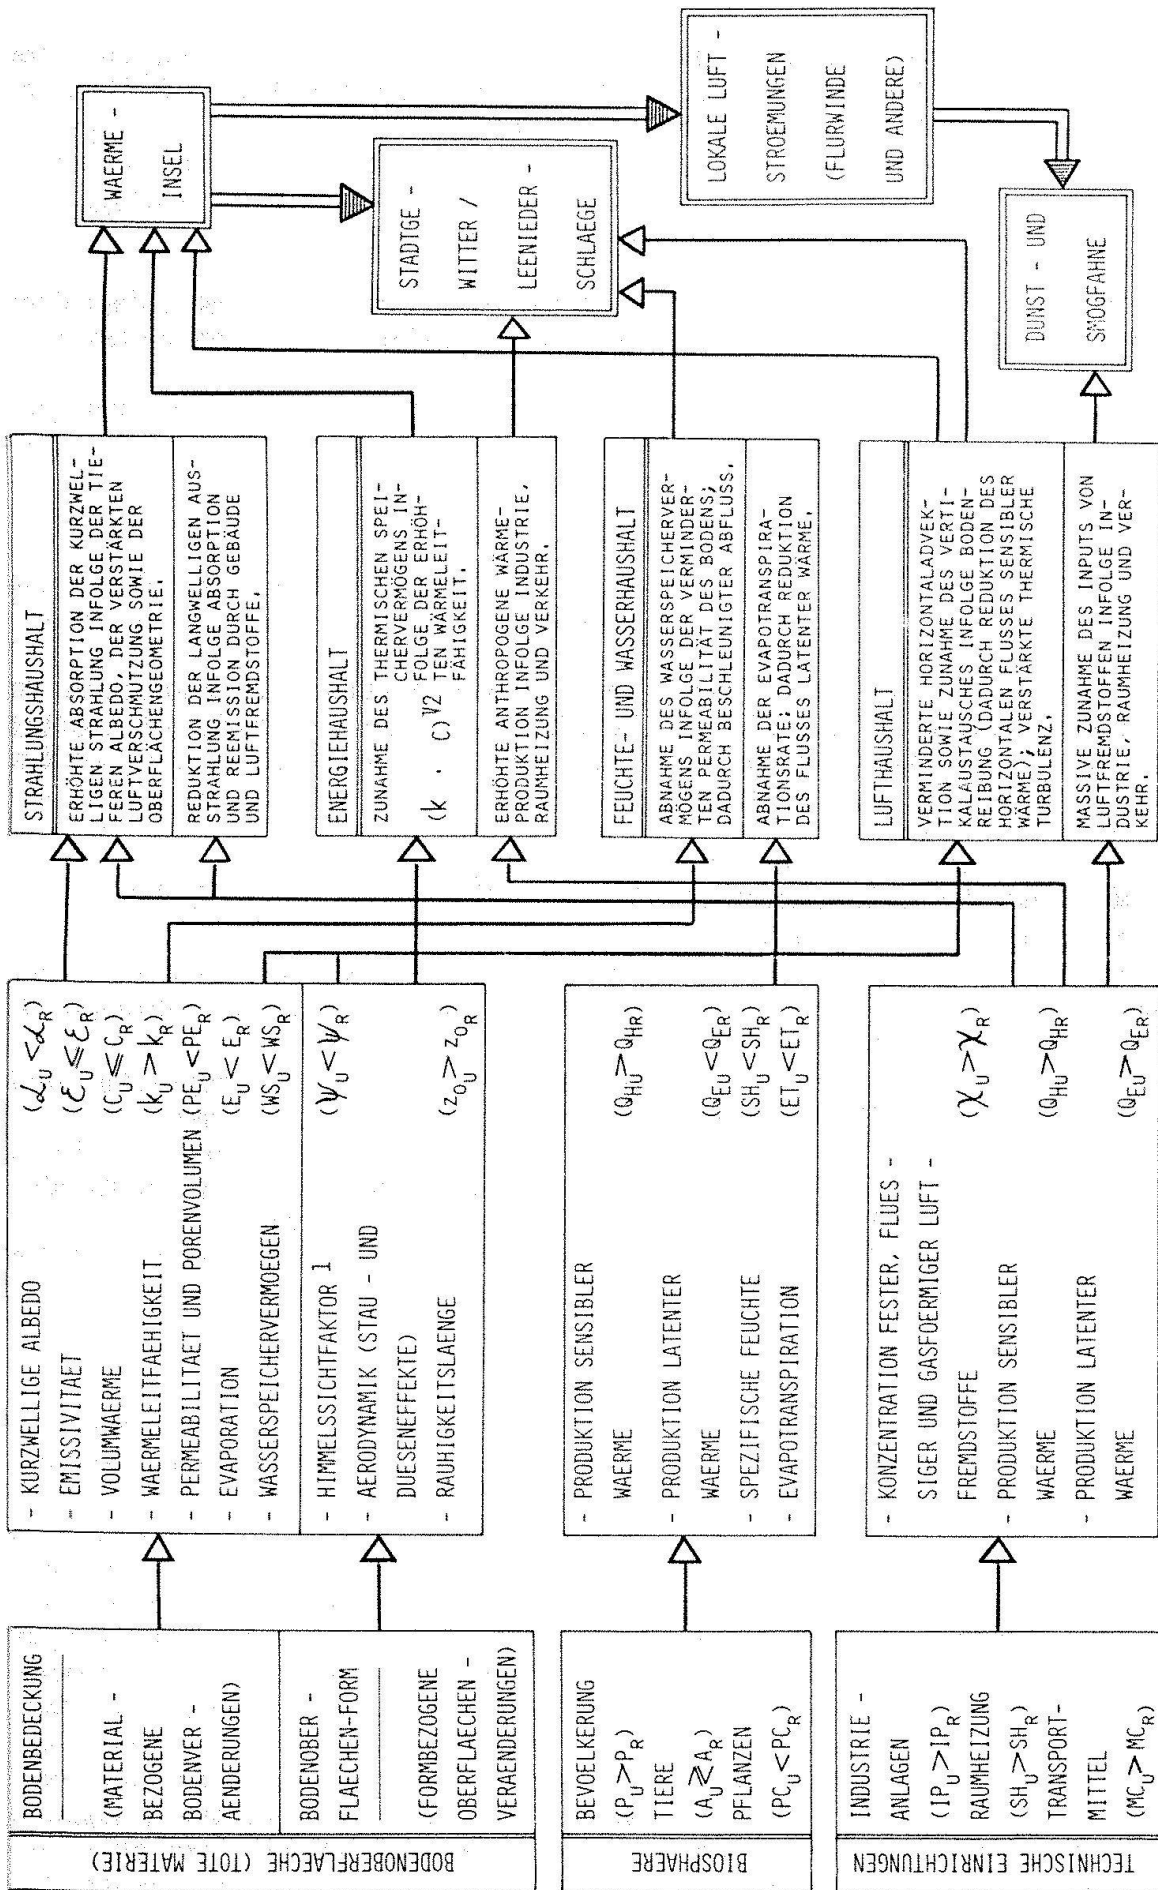 BODENOBERFLAECHE (TOTE MATERIE)
BODENBEDECKUNG
(MATERIAL -
BEZOGENE
BODENVER -
AENDERUNGEN)
BODENOBER -
FLAECHEN-FORM
(FORMBEZOGENE
OBERFLAECHEN -
VERAENDERUNGEN)
BIOSPHAERE
BEVOELKERUNG
(P_U > P_R)
TIERE
(A_U ≷ A_R)
PFLANZEN
(PC_U < PC_R)
TECHNISCHE EINRICHTUNGEN
INDUSTRIE -
ANLAGEN
(IP_U > IP_R)
RAUMHEIZUNG
(SH_U > SH_R)
TRANSPORT-
MITTEL
(MC_U > MC_R)
- KURZWELLIGE ALBEDO (α_U < α_R)
- EMISSIVITAET (ε_U ≤ ε_R)
- VOLUMWAERME (C_U ≤ C_R)
- WAERMELEITFAEHIGKEIT (k_U > k_R)
- PERMEABILITAET UND PORENVOLUMEN (PE_U < PE_R)
- EVAPORATION (E_U < E_R)
- WASSERSPEICHERVERMOEGEN (WS_U < WS_R)
- HIMMELSSICHTFAKTOR 1 (ψ_U < ψ_R)
- AERODYNAMIK (STAU - UND
DUESENEFFEKTE)
- RAUHIGKEITSLAENGE (z_0U > z_0R)
- PRODUKTION SENSIBLER
WAERME (Q_HU > Q_HR)
- PRODUKTION LATENTER
WAERME (Q_EU < Q_ER)
- SPEZIFISCHE FEUCHTE (SH_U < SH_R)
- EVAPOTRANSPIRATION (ET_U < ET_R)
- KONZENTRATION FESTER, FLUES -
SIGER UND GASFOERMIGER LUFT -
FREMDSTOFFE (χ_U > χ_R)
- PRODUKTION SENSIBLER
WAERME (Q_HU > Q_HR)
- PRODUKTION LATENTER
WAERME (Q_EU > Q_ER)
STRAHLUNGSHAUSHALT
ERHÖHTE ABSORPTION DER KURZWEL-
LIGEN STRAHLUNG INFOLGE DER TIE-
FEREN ALBEDO, DER VERSTÄRKTEN
LUFTVERSCHMUTZUNG SOWIE DER
OBERFLÄCHENGEOMETRIE.
REDUKTION DER LANGWELLIGEN AUS-
STRAHLUNG INFOLGE ABSORPTION
UND REEMISSION DURCH GEBÄUDE
UND LUFTFREMDSTOFFE.
ENERGIEHAUSHALT
ZUNAHME DES THERMISCHEN SPEI-
CHERVERMÖGENS IN-
FOLGE DER ERHÖH-
(k . C)^1/2 TEN WÄRMELEIT-
FÄHIGKEIT.
ERHÖHTE ANTHROPOGENE WÄRME-
PRODUKTION INFOLGE INDUSTRIE,
RAUMHEIZUNG UND VERKEHR.
FEUCHTE- UND WASSERHAUSHALT
ABNAHME DES WASSERSPEICHERVER-
MÖGENS INFOLGE DER VERMINDER-
TEN PERMEABILITÄT DES BODENS;
DADURCH BESCHLEUNIGTER ABFLUSS.
ABNAHME DER EVAPOTRANSPIRA-
TIONSRATE; DADURCH REDUKTION
DES FLUSSES LATENTER WÄRME.
LUFTHAUSHALT
VERMINDERTE HORIZONTALADVEK-
TION SOWIE ZUNAHME DES VERTI-
KALAUSTAUSCHES INFOLGE BODEN-
REIBUNG (DADURCH REDUKTION DES
HORIZONTALEN FLUSSES SENSIBLER
WÄRME); VERSTÄRKTE THERMISCHE
TURBULENZ.
MASSIVE ZUNAHME DES INPUTS VON
LUFTFREMDSTOFFEN INFOLGE IN-
DUSTRIE, RAUMHEIZUNG UND VER-
KEHR.
WAERME -
INSEL
STADTGE -
WITTER /
LEENIEDER -
SCHLAEGE
LOKALE LUFT -
STROEMUNGEN
(FLURWINDE
UND ANDERE)
DUNST - UND
SMOGFAHNE